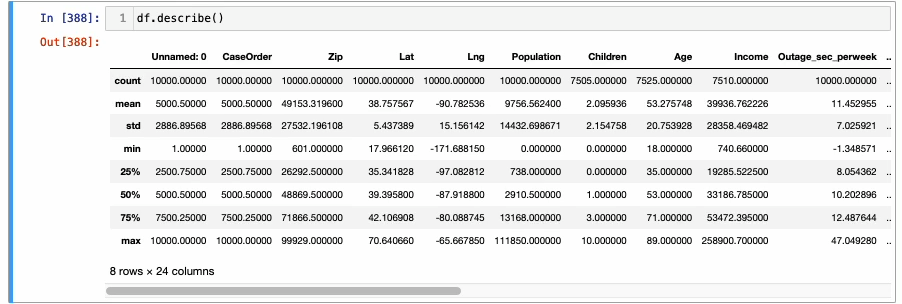 In [388]: 1 df.describe()
Out[388]:
Unnamed: 0 CaseOrder Zip Lat Lng Population Children Age Income Outage_sec_perweek ..
count 10000.00000 10000.00000 10000.000000 10000.000000 10000.000000 10000.000000 7505.000000 7525.000000 7510.000000 10000.000000 ..
mean 5000.50000 5000.50000 49153.319600 38.757567 -90.782536 9756.562400 2.095936 53.275748 39936.762226 11.452955 ..
std 2886.89568 2886.89568 27532.196108 5.437389 15.156142 14432.698671 2.154758 20.753928 28358.469482 7.025921 ..
min 1.00000 1.00000 601.000000 17.966120 -171.688150 0.000000 0.000000 18.000000 740.660000 -1.348571 ..
25% 2500.75000 2500.75000 26292.500000 35.341828 -97.082812 738.000000 0.000000 35.000000 19285.522500 8.054362 ..
50% 5000.50000 5000.50000 48869.500000 39.395800 -87.918800 2910.500000 1.000000 53.000000 33186.785000 10.202896 ..
75% 7500.25000 7500.25000 71866.500000 42.106908 -80.088745 13168.000000 3.000000 71.000000 53472.395000 12.487644 ..
max 10000.00000 10000.00000 99929.000000 70.640660 -65.667850 111850.000000 10.000000 89.000000 258900.700000 47.049280 ..
8 rows × 24 columns